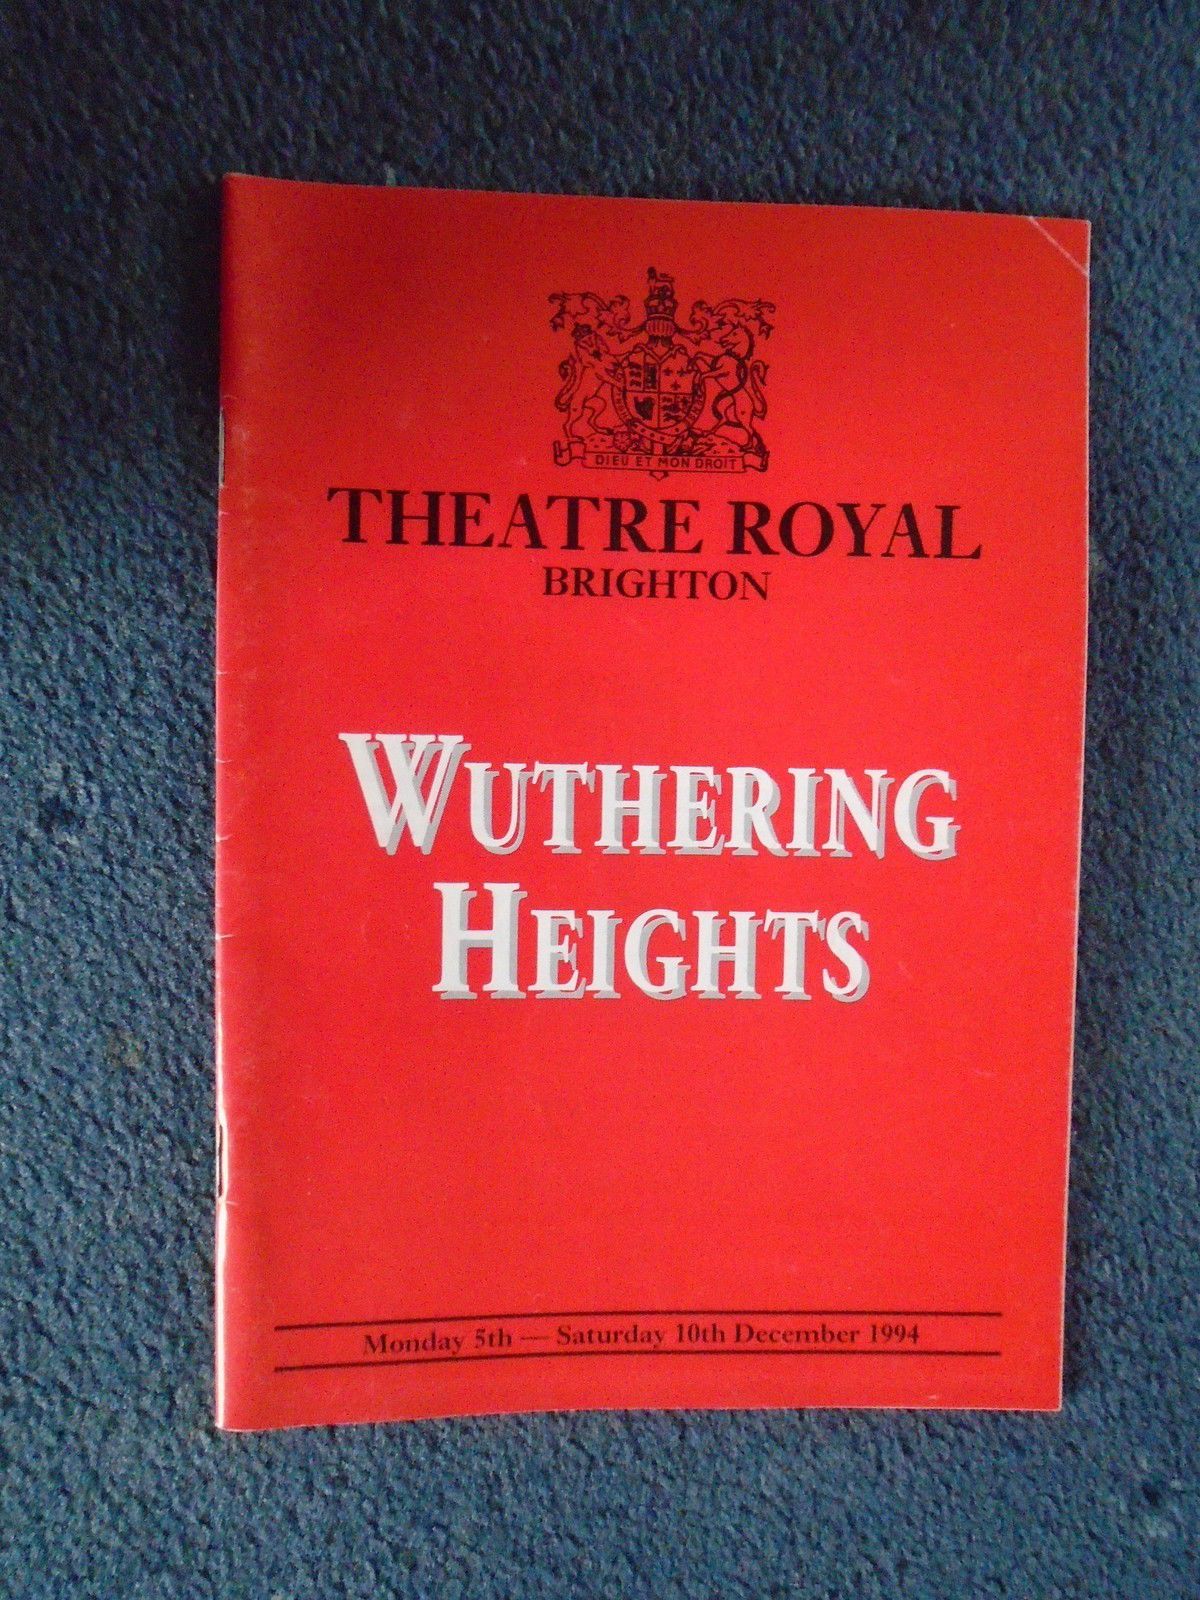 DIEU ET MON DROIT
THEATRE ROYAL
BRIGHTON
WUTHERING
HEIGHTS
Monday 5th — Saturday 10th December 1994